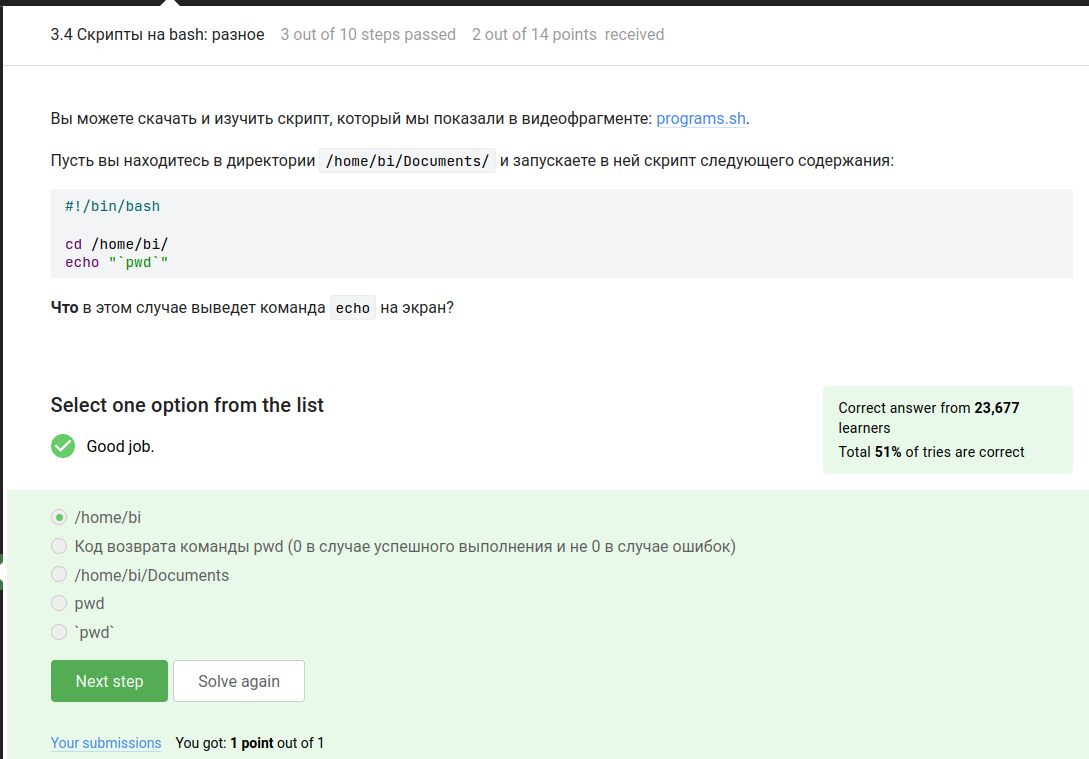 3.4 Скрипты на bash: разное 3 out of 10 steps passed 2 out of 14 points received
Вы можете скачать и изучить скрипт, который мы показали в видеофрагменте: programs.sh.
Пусть вы находитесь в директории /home/bi/Documents/ и запускаете в ней скрипт следующего содержания:
#!/bin/bash
cd /home/bi/
echo "`pwd`"
Что в этом случае выведет команда echo на экран?
Select one option from the list
Good job.
Correct answer from 23,677
learners
Total 51% of tries are correct
/home/bi
Код возврата команды pwd (0 в случае успешного выполнения и не 0 в случае ошибок)
/home/bi/Documents
pwd
`pwd`
Next step Solve again
Your submissions You got: 1 point out of 1